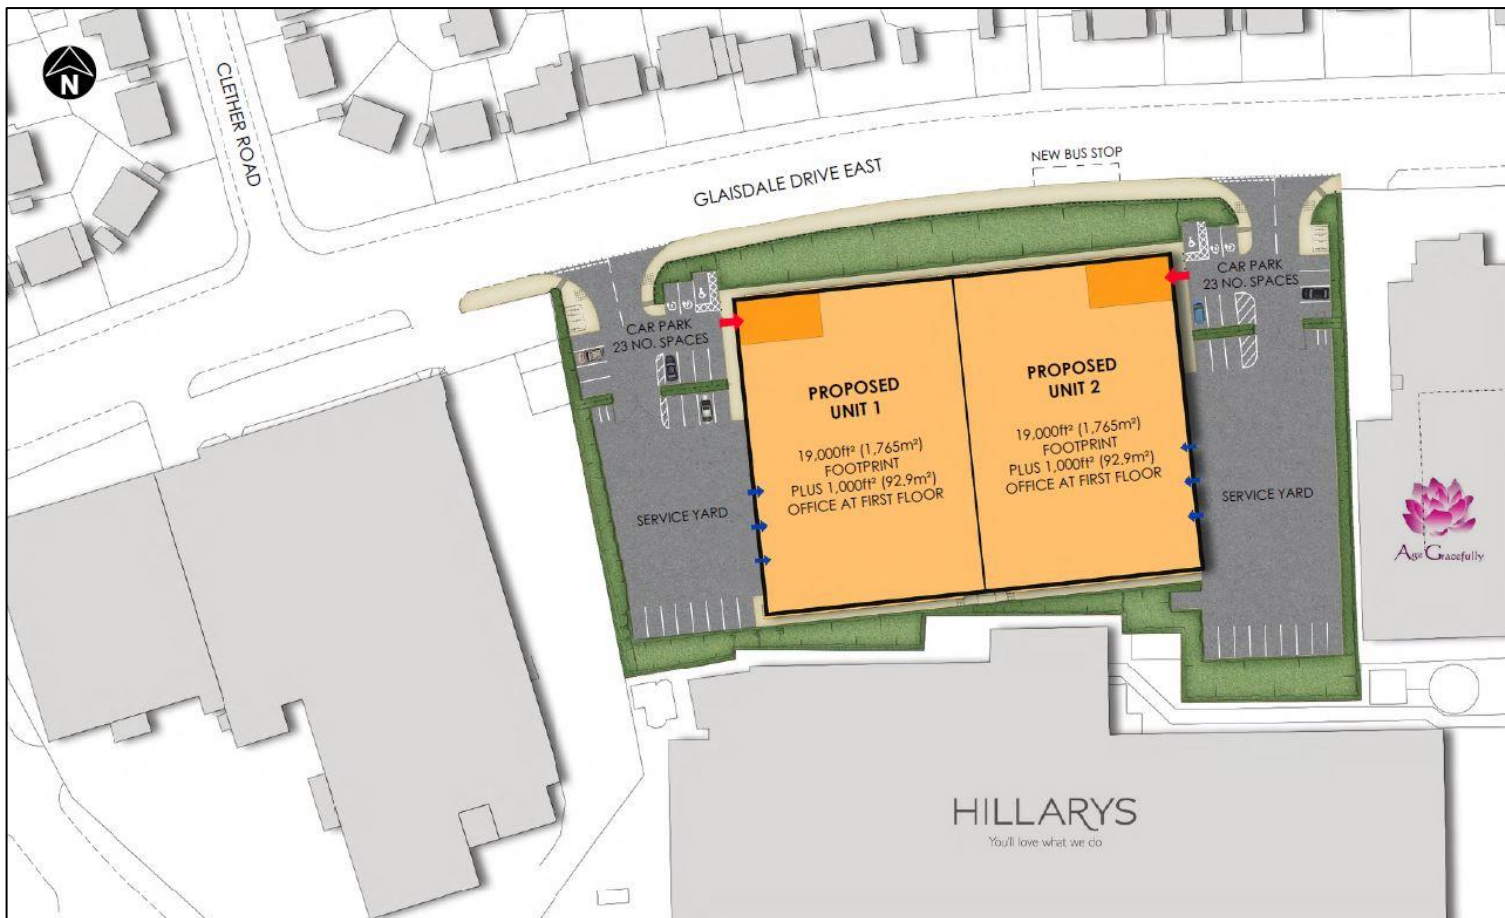 N
CLETHER ROAD
GLAISDALE DRIVE EAST
NEW BUS STOP
CAR PARK
23 NO. SPACES
CAR PARK
23 NO. SPACES
PROPOSED
UNIT 1
19,000ft² (1,765m²)
FOOTPRINT
PLUS 1,000ft² (92.9m²)
OFFICE AT FIRST FLOOR
PROPOSED
UNIT 2
19,000ft² (1,765m²)
FOOTPRINT
PLUS 1,000ft² (92.9m²)
OFFICE AT FIRST FLOOR
SERVICE YARD
SERVICE YARD
Age Gracefully
HILLARYS
You'll love what we do